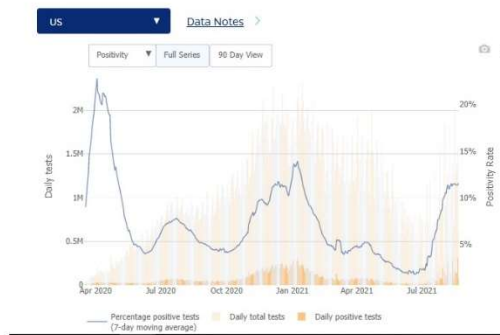 US
Data Notes
Positivity Full Series 90 Day View
2M
1.5M
1M
0.5M
0
Daily tests
20%
15%
10%
5%
Positivity Rate
Apr 2020 Jul 2020 Oct 2020 Jan 2021 Apr 2021 Jul 2021
Percentage positive tests Daily total tests Daily positive tests
(7-day moving average)